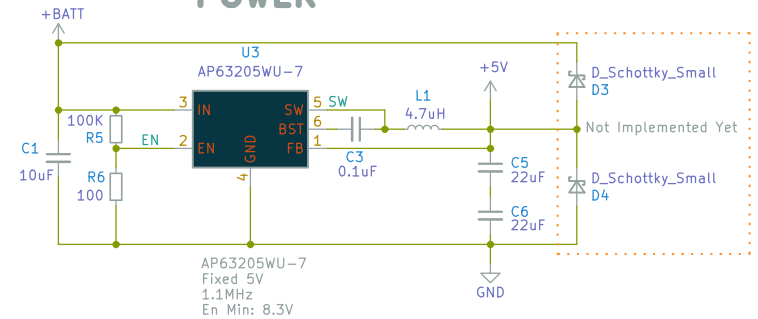 POWER
+BATT
U3
AP63205WU-7
+5V
D_Schottky_Small
D3
3
IN
SW
5
SW
L1
4.7uH
100K
R5
BST
6
Not Implemented Yet
EN
2
EN
GND
FB
1
C1
10uF
C3
0.1uF
C5
22uF
4
R6
100
D_Schottky_Small
D4
C6
22uF
AP63205WU-7
Fixed 5V
1.1MHz
En Min: 8.3V
GND